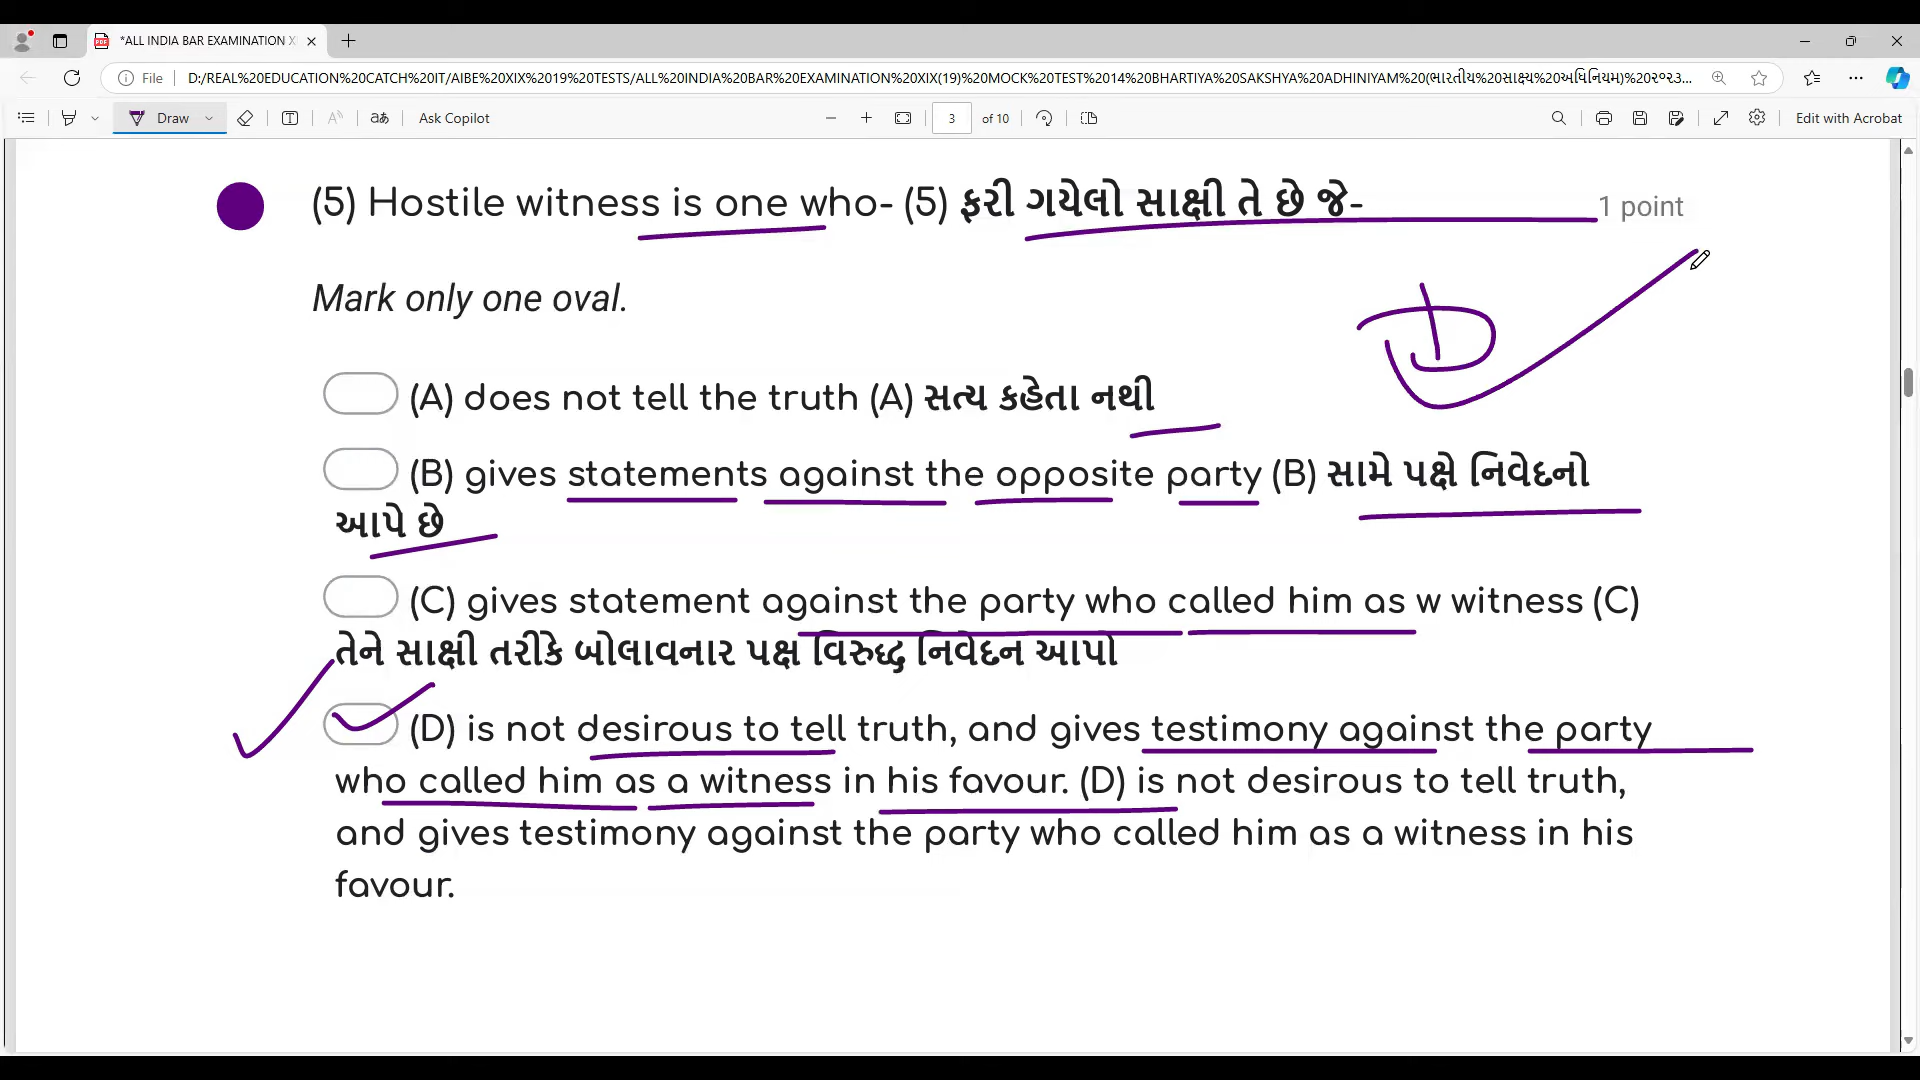 *ALL INDIA BAR EXAMINATION X
File D:/REAL%20EDUCATION%20CATCH%20IT/AIBE%20XIX%2019%20TESTS/ALL%20INDIA%20BAR%20EXAMINATION%20XIX(19)%20MOCK%20TEST%2014%20BHARTIYA%20SAKSHYA%20ADHINIYAM%20(ભારતીય%20સાક્ષ્ય%20અધિનિયમ)%20૨૦૨૩...
Draw T aあ Ask Copilot 3 of 10 Edit with Acrobat
(5) Hostile witness is one who- (5) ફરી ગયેલો સાક્ષી તે છે જે- 1 point
Mark only one oval.
D
(A) does not tell the truth (A) સત્ય કહેતા નથી
(B) gives statements against the opposite party (B) સામે પક્ષે નિવેદનો
આપે છે
(C) gives statement against the party who called him as w witness (C)
તેને સાક્ષી તરીકે બોલાવનાર પક્ષ વિરુદ્ધ નિવેદન આપો
(D) is not desirous to tell truth, and gives testimony against the party
who called him as a witness in his favour. (D) is not desirous to tell truth,
and gives testimony against the party who called him as a witness in his
favour.